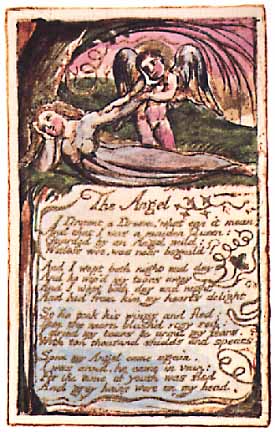 The Angel
I Dreamt a Dream! what can it mean?
And that I was a maiden Queen:
Guarded by an Angel mild:
Witless woe, was neer beguil'd!
And I wept both night and day
And he wip'd my tears away
And I wept both day and night
And hid from him my hearts delight
So he took his wings and fled:
Then the morn blush'd rosy red:
I dried my tears & armd my fears,
With ten thousand shields and spears.
Soon my Angel came again:
I was arm'd, he came in vain:
For the time of youth was fled
And grey hairs were on my head.